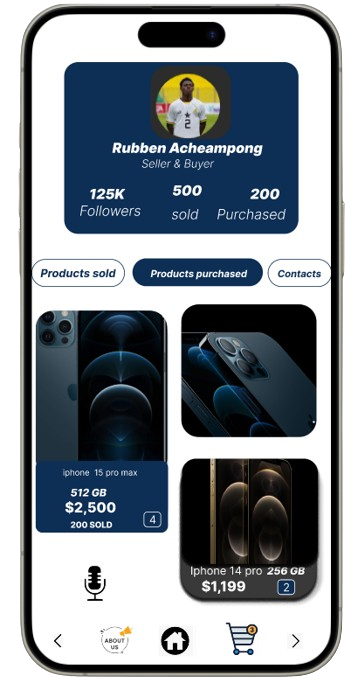 2
Rubben Acheampong
Seller & Buyer
125K 500 200
Followers sold Purchased
Products sold Products purchased Contacts
iphone 15 pro max
512 GB
$2,500
200 SOLD 4
Iphone 14 pro 256 GB
$1,199 2
ABOUT
US